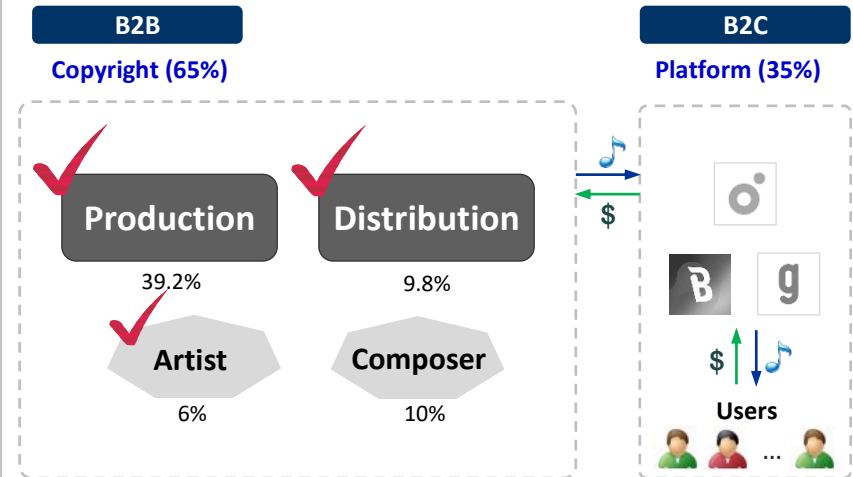 B2B
B2C
Copyright (65%)
Platform (35%)
Production
Distribution
39.2%
9.8%
$
B
g
Artist
Composer
6%
10%
$
Users
...